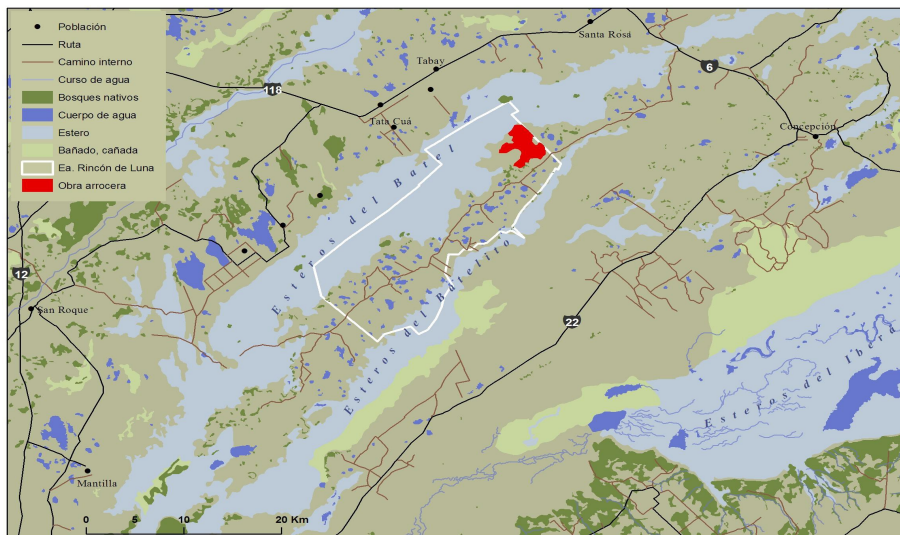 Población
Ruta
Camino interno
Curso de agua
Bosques nativos
Cuerpo de agua
Estero
Bañado, cañada
Ea. Rincón de Luna
Obra arrocera
Santa Rosa
Tabay
6
118
Tata Cuá
Concepción
Esteros del Batel
12
San Roque
Esteros del Batelito
22
Esteros del Iberá
Mantilla
0 5 10 20 Km